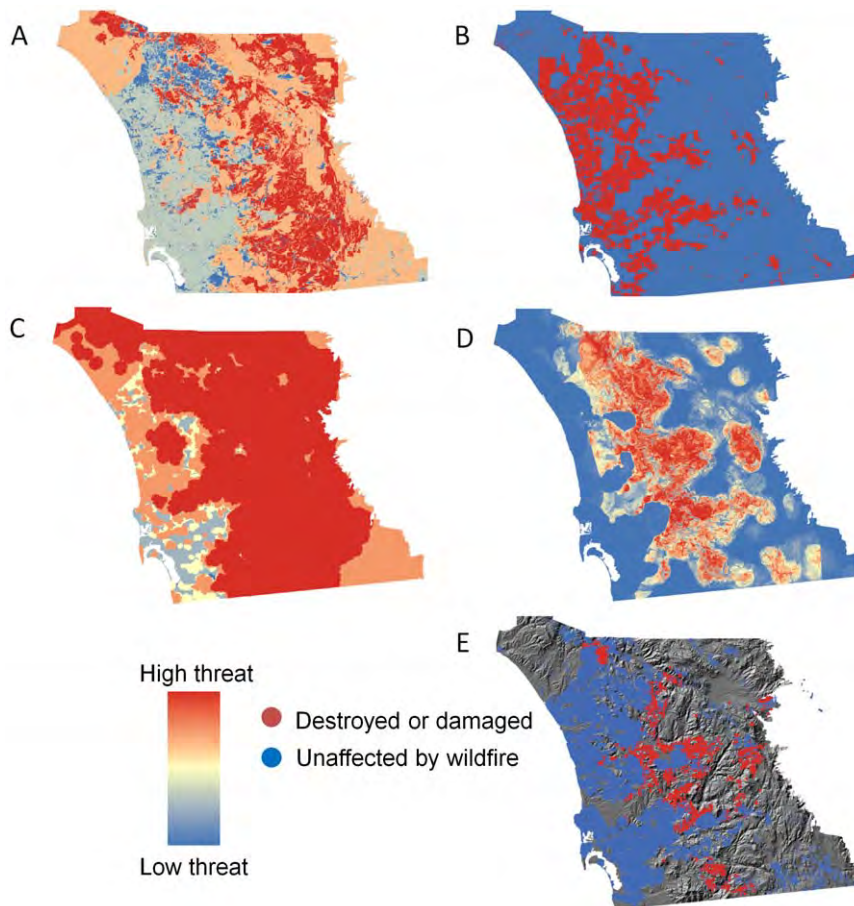 A
B
C
D
E
High threat
Low threat
Destroyed or damaged
Unaffected by wildfire